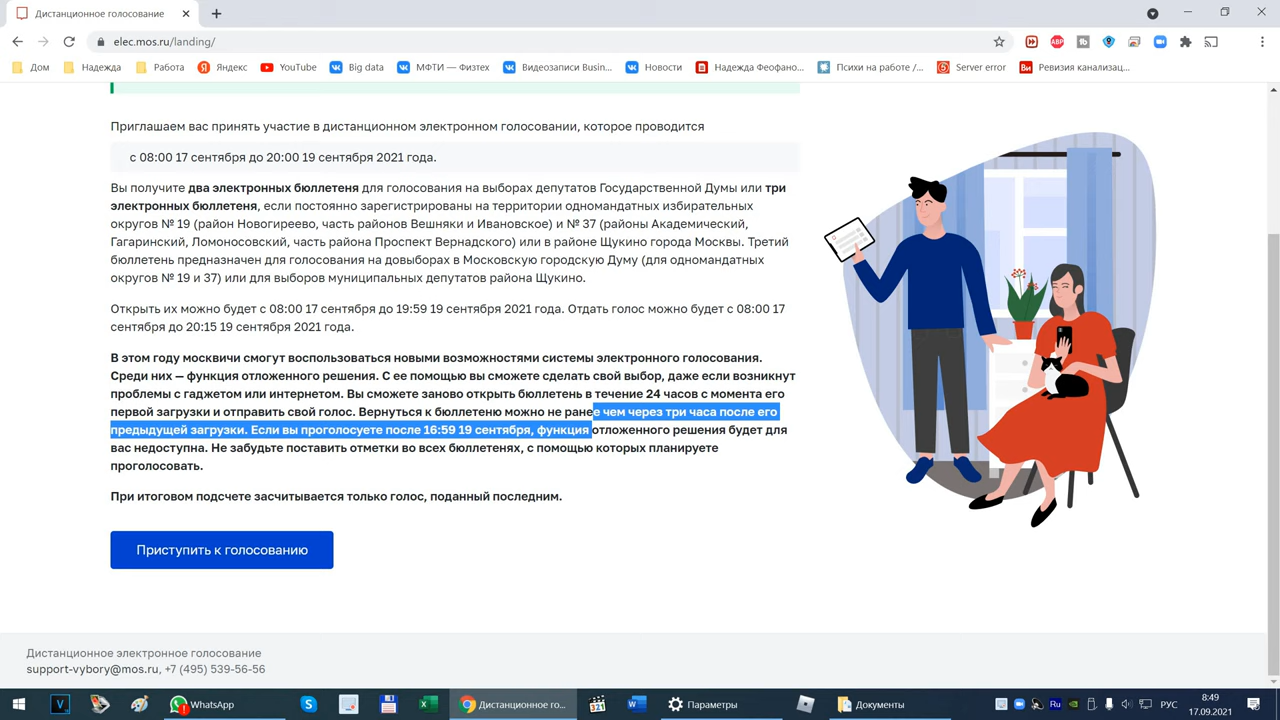 Дистанционное голосование
elec.mos.ru/landing/
ABP
Дом
Надежда
Работа
Яндекс
YouTube
Big data
МФТИ — Физтех
Видеозаписи Busin...
Новости
Надежда Феофано...
Психи на работе /...
Server error
Ревизия канализац...
Приглашаем вас принять участие в дистанционном электронном голосовании, которое проводится
с 08:00 17 сентября до 20:00 19 сентября 2021 года.
Вы получите два электронных бюллетеня для голосования на выборах депутатов Государственной Думы или три
электронных бюллетеня, если постоянно зарегистрированы на территории одномандатных избирательных
округов № 19 (район Новогиреево, часть районов Вешняки и Ивановское) и № 37 (районы Академический,
Гагаринский, Ломоносовский, часть района Проспект Вернадского) или в районе Щукино города Москвы. Третий
бюллетень предназначен для голосования на довыборах в Московскую городскую Думу (для одномандатных
округов № 19 и 37) или для выборов муниципальных депутатов района Щукино.
Открыть их можно будет с 08:00 17 сентября до 19:59 19 сентября 2021 года. Отдать голос можно будет с 08:00 17
сентября до 20:15 19 сентября 2021 года.
В этом году москвичи смогут воспользоваться новыми возможностями системы электронного голосования.
Среди них — функция отложенного решения. С ее помощью вы сможете сделать свой выбор, даже если возникнут
проблемы с гаджетом или интернетом. Вы сможете заново открыть бюллетень в течение 24 часов с момента его
первой загрузки и отправить свой голос. Вернуться к бюллетеню можно не ранее чем через три часа после его
предыдущей загрузки. Если вы проголосуете после 16:59 19 сентября, функция отложенного решения будет для
вас недоступна. Не забудьте поставить отметки во всех бюллетенях, с помощью которых планируете
проголосовать.
При итоговом подсчете засчитывается только голос, поданный последним.
Приступить к голосованию
Дистанционное электронное голосование
support-vybory@mos.ru, +7 (495) 539-56-56
WhatsApp
Дистанционное го...
321
Параметры
Документы
Ru
РУС
8:49
17.09.2021